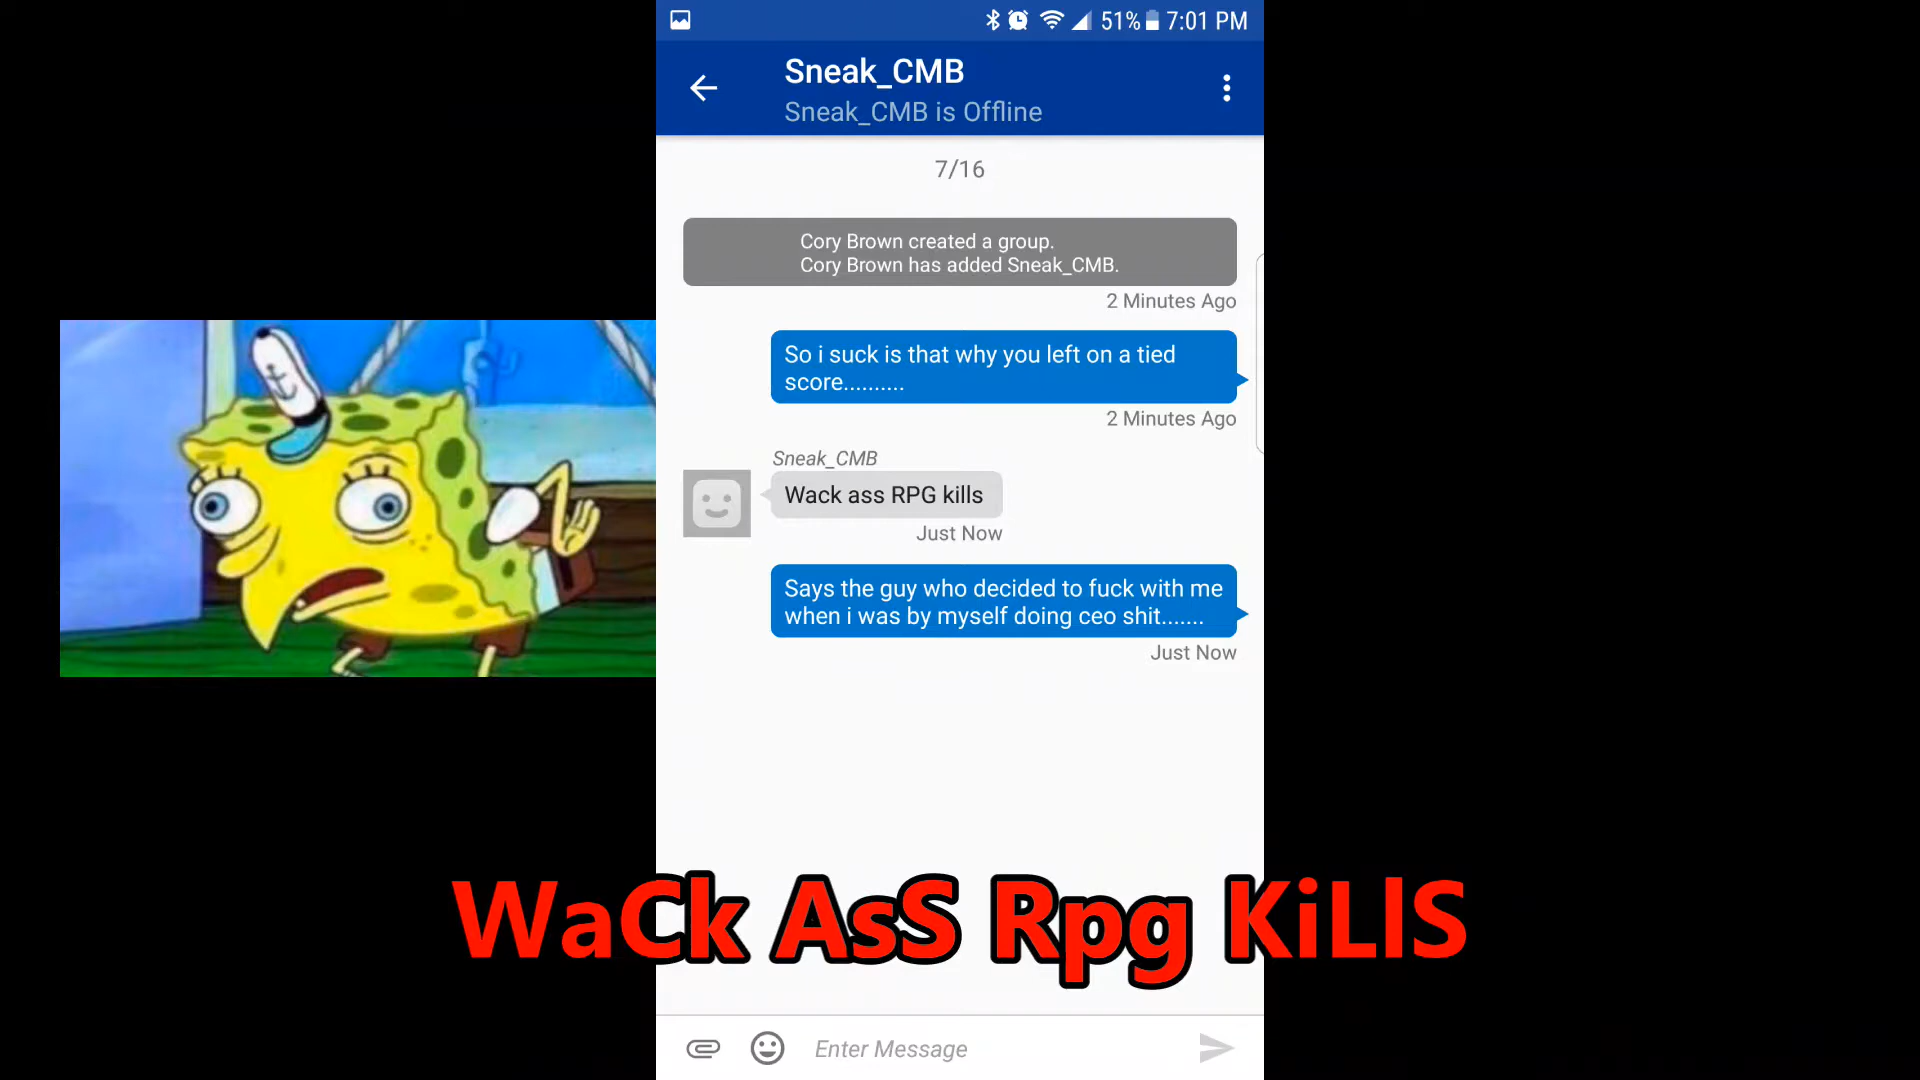 51% 7:01 PM
Sneak_CMB
Sneak_CMB is Offline
7/16
Cory Brown created a group.
Cory Brown has added Sneak_CMB.
2 Minutes Ago
So i suck is that why you left on a tied
score..........
2 Minutes Ago
Sneak_CMB
Wack ass RPG kills
Just Now
Says the guy who decided to fuck with me
when i was by myself doing ceo shit.......
Just Now
WaCk AsS Rpg KiLlS
Enter Message